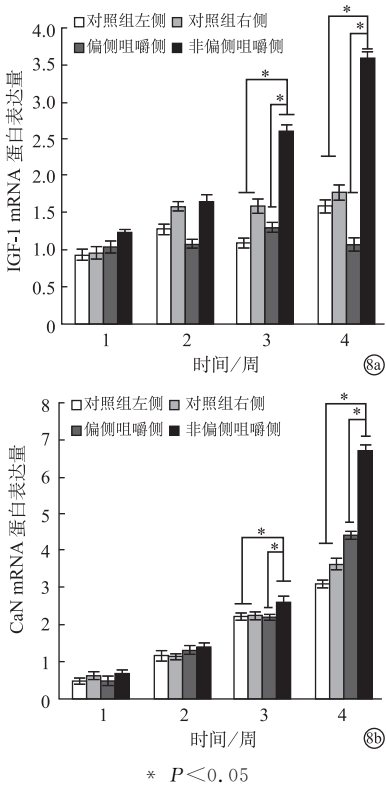 对照组左侧 对照组右侧
偏侧咀嚼侧 非偏侧咀嚼侧
IGF-1 mRNA 蛋白表达量
4.0
3.5
3.0
2.5
2.0
1.5
1.0
0.5
0.0
* * * *
1 2 3 4
时间/周
8a
对照组左侧 对照组右侧
偏侧咀嚼侧 非偏侧咀嚼侧
CaN mRNA 蛋白表达量
8
7
6
5
4
3
2
1
0
* * * *
1 2 3 4
时间/周
8b
* P<0.05